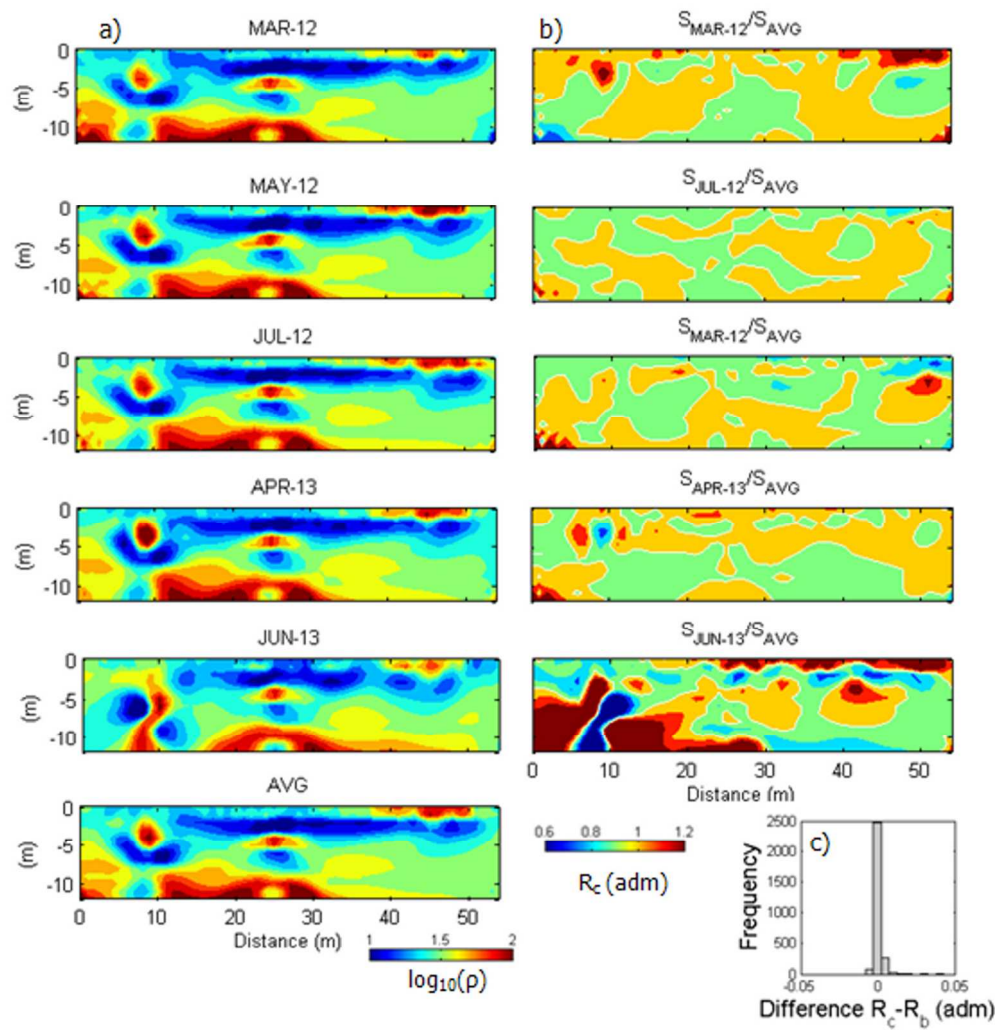 a)
MAR-12
0
-5
-10
(m)
MAY-12
0
-5
-10
(m)
JUL-12
0
-5
-10
(m)
APR-13
0
-5
-10
(m)
JUN-13
0
-5
-10
(m)
AVG
0
-5
-10
(m)
0 10 20 30 40 50
Distance (m)
1 1.5 2
log10(ρ)
b)
SMAR-12/SAVG
SJUL-12/SAVG
SMAR-12/SAVG
SAPR-13/SAVG
SJUN-13/SAVG
0 10 20 30 40 50
Distance (m)
0.6 0.8 1 1.2
Rc (adm)
c)
2500
2000
1500
1000
500
0
Frequency
-0.05 0 0.05
Difference Rc-Rb (adm)